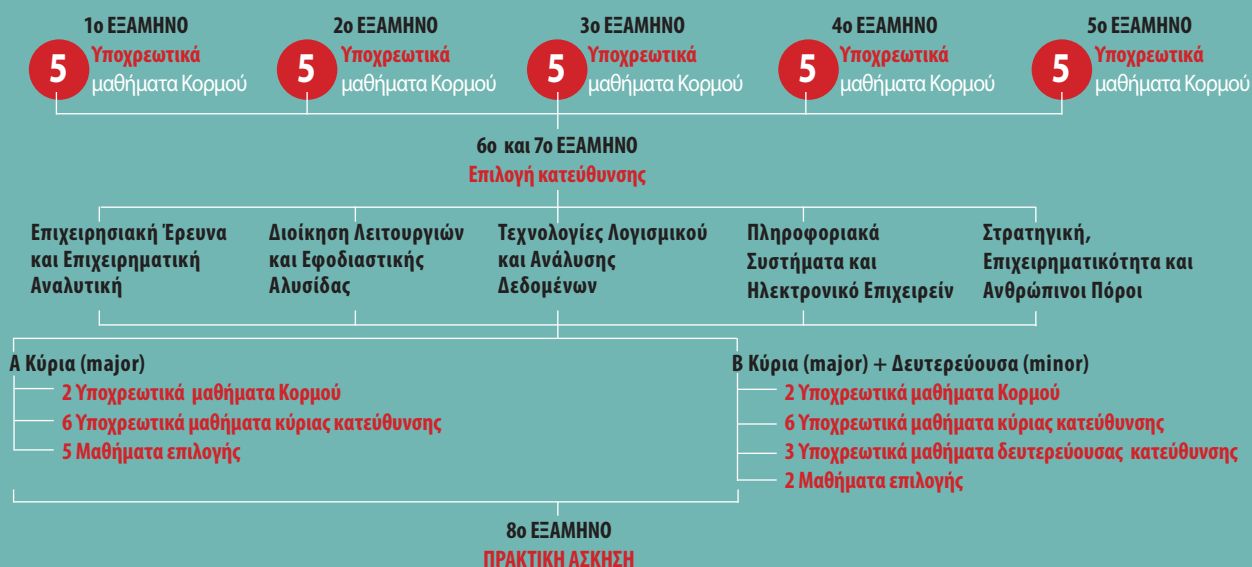 1ο ΕΞΑΜΗΝΟ
5 Υποχρεωτικά
μαθήματα Κορμού
2ο ΕΞΑΜΗΝΟ
5 Υποχρεωτικά
μαθήματα Κορμού
3ο ΕΞΑΜΗΝΟ
5 Υποχρεωτικά
μαθήματα Κορμού
4ο ΕΞΑΜΗΝΟ
5 Υποχρεωτικά
μαθήματα Κορμού
5ο ΕΞΑΜΗΝΟ
5 Υποχρεωτικά
μαθήματα Κορμού
6ο και 7ο ΕΞΑΜΗΝΟ
Επιλογή κατεύθυνσης
Επιχειρησιακή Έρευνα
και Επιχειρηματική
Αναλυτική
Διοίκηση Λειτουργιών
και Εφοδιαστικής
Αλυσίδας
Τεχνολογίες Λογισμικού
και Ανάλυσης
Δεδομένων
Πληροφοριακά
Συστήματα και
Ηλεκτρονικό Επιχειρείν
Στρατηγική,
Επιχειρηματικότητα και
Ανθρώπινοι Πόροι
Α Κύρια (major)
2 Υποχρεωτικά μαθήματα Κορμού
6 Υποχρεωτικά μαθήματα κύριας κατεύθυνσης
5 Μαθήματα επιλογής
Β Κύρια (major) + Δευτερεύουσα (minor)
2 Υποχρεωτικά μαθήματα Κορμού
6 Υποχρεωτικά μαθήματα κύριας κατεύθυνσης
3 Υποχρεωτικά μαθήματα δευτερεύουσας κατεύθυνσης
2 Μαθήματα επιλογής
8ο ΕΞΑΜΗΝΟ
ΠΡΑΚΤΙΚΗ ΑΣΚΗΣΗ